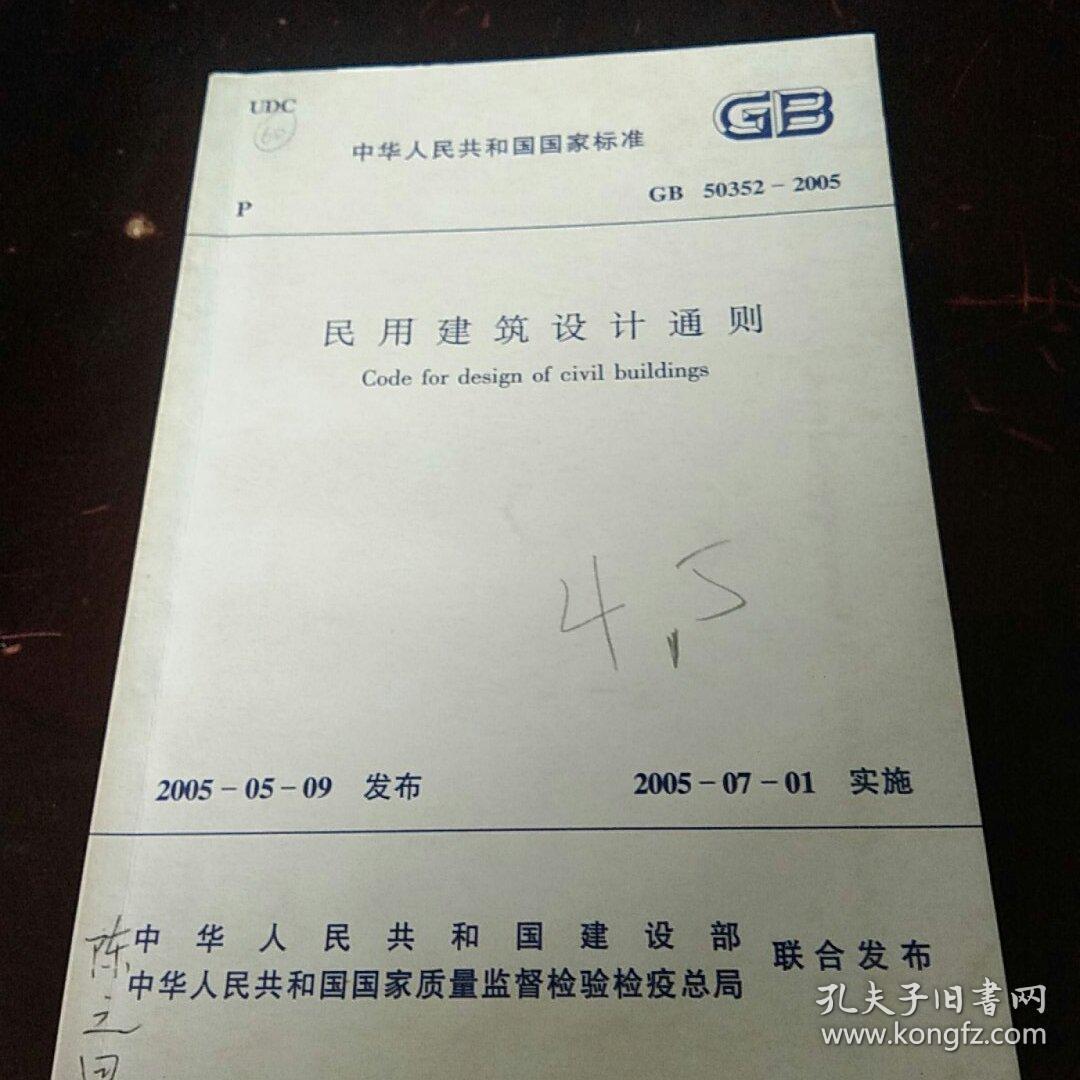 UDC
60
中华人民共和国国家标准
GB
P
GB 50352-2005
民用建筑设计通则
Code for design of civil buildings
4.5
2005-05-09 发布
2005-07-01 实施
中华人民共和国建设部
中华人民共和国国家质量监督检验检疫总局
联合发布
陈
孔夫子旧書网
www.kongfz.com